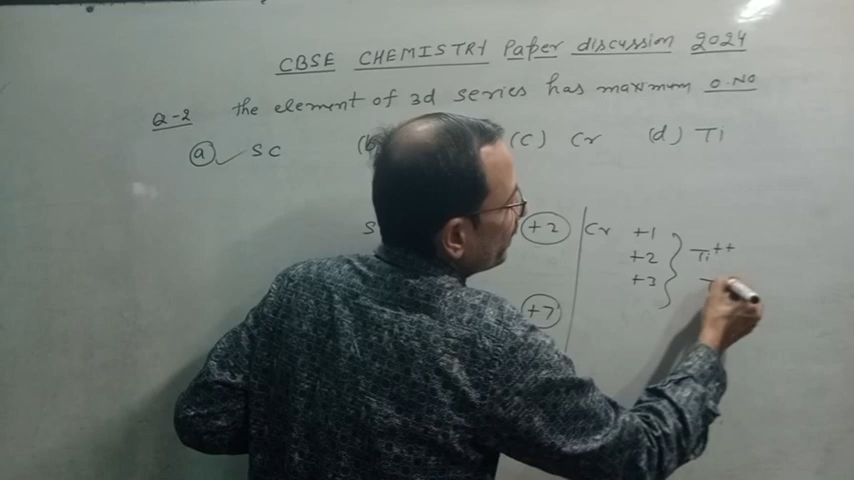 CBSE CHEMISTRY Paper discussion 2024
Q-2 the element of 3d series has maximum O.NO
(a) ✓ SC (b (C) Cr (d) Ti
S +2 Cr +1 Ti++
+2
+3
+7